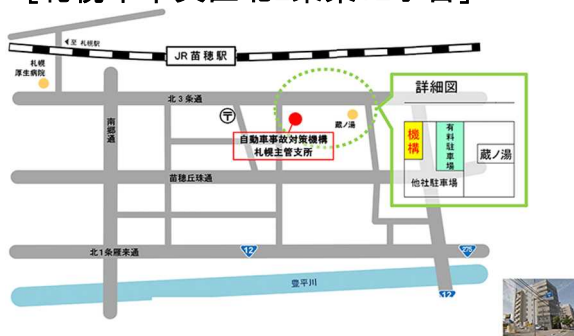 至 札幌駅
JR苗穂駅
札幌
厚生病院
北3条通
蔵ノ湯
自動車事故対策機構
札幌主管支所
南郷通
苗穂丘珠通
北1条雁来通
12
275
豊平川
12
詳細図
機構
有料駐車場
蔵ノ湯
他社駐車場